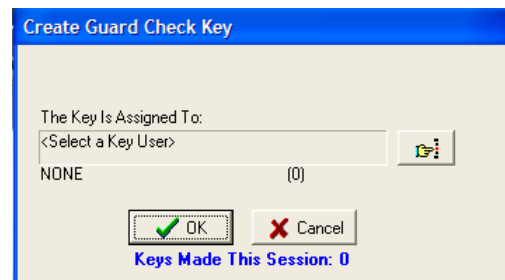 Create Guard Check Key
The Key Is Assigned To:
<Select a Key User>
NONE (0)
OK Cancel
Keys Made This Session: 0